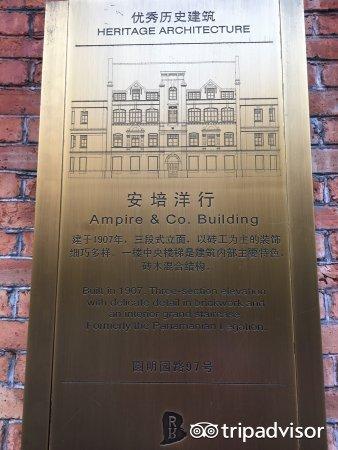 优秀历史建筑
HERITAGE ARCHITECTURE
安培洋行
Ampire & Co. Building
建于1907年，三段式立面，以砖工为主的装饰
细巧多样。一楼中央楼梯是建筑内部主要特色
砖木混合结构。
Built in 1907. Three-section elevation
with delicate detail in brickwork and
an interior grand staircase.
Formerly the Panamanian Legation.
圆明园路97号
tripadvisor